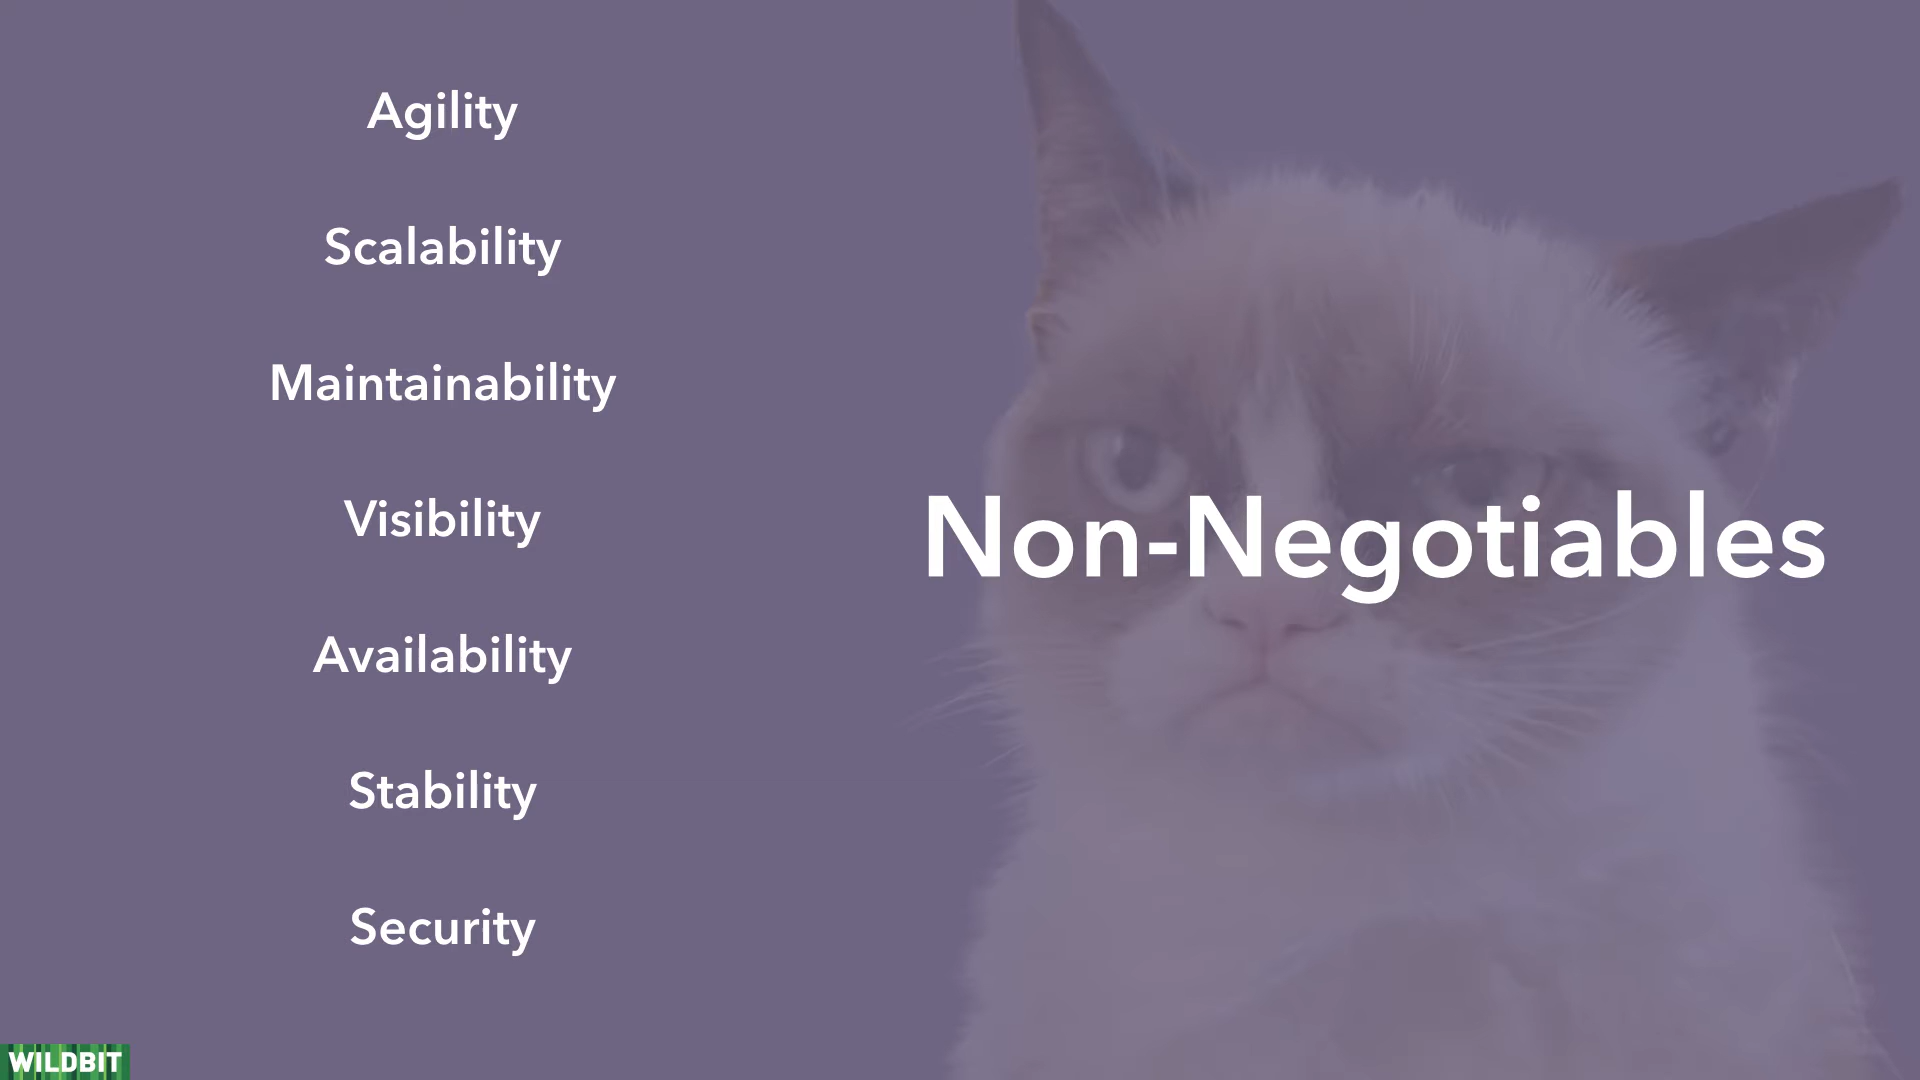 Agility
Scalability
Maintainability
Visibility
Availability
Stability
Security
Non-Negotiables
WILDBIT